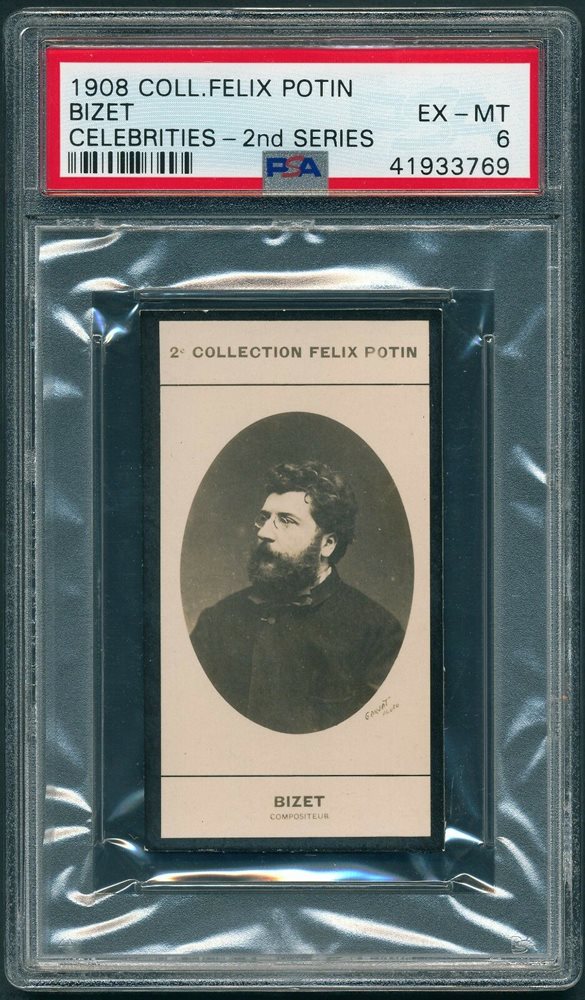 1908 COLL.FELIX POTIN
BIZET EX - MT
CELEBRITIES - 2nd SERIES 6
PSA 41933769
2e COLLECTION FELIX POTIN
BIZET
COMPOSITEUR